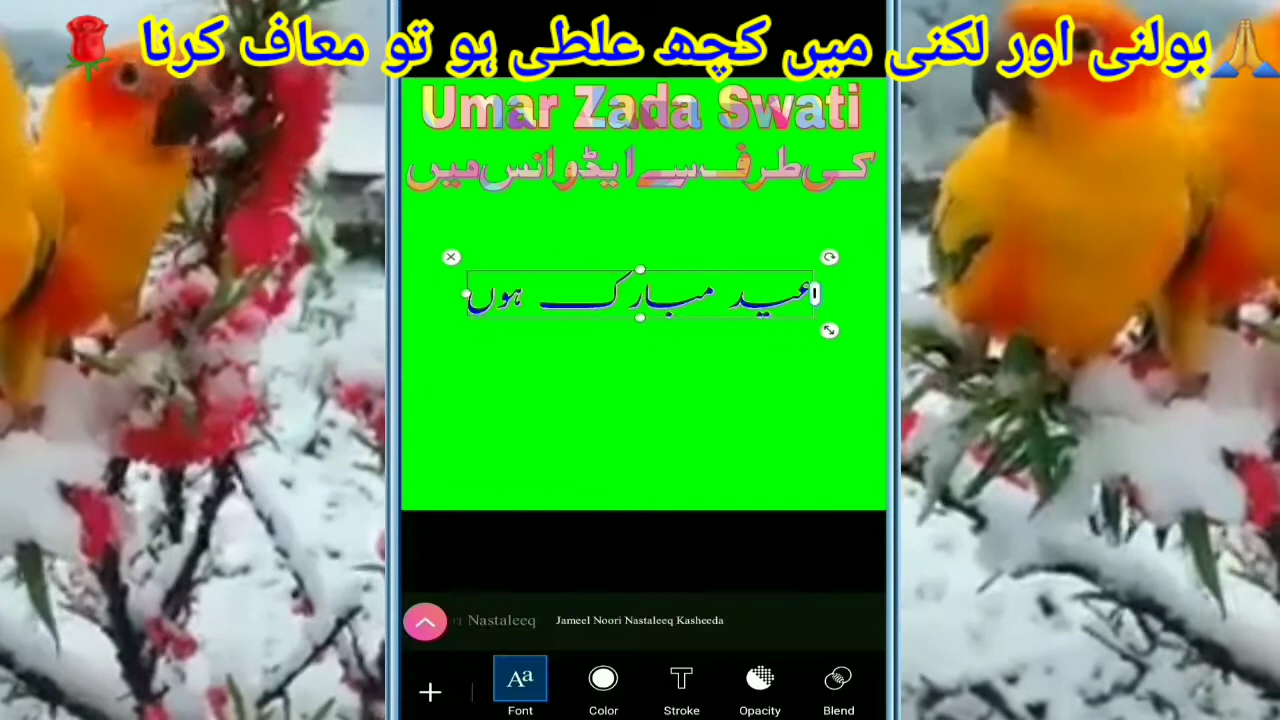 🌹 بولنی اور لکنی میں کچھ علطی ہو تو معاف کرنا 🙏
Umar Zada Swati
کی طرف سے ایڈوانس میں
عید مبارک ہوں
Nastaleeq Jameel Noori Nastaleeq Kasheeda
Font Color Stroke Opacity Blend